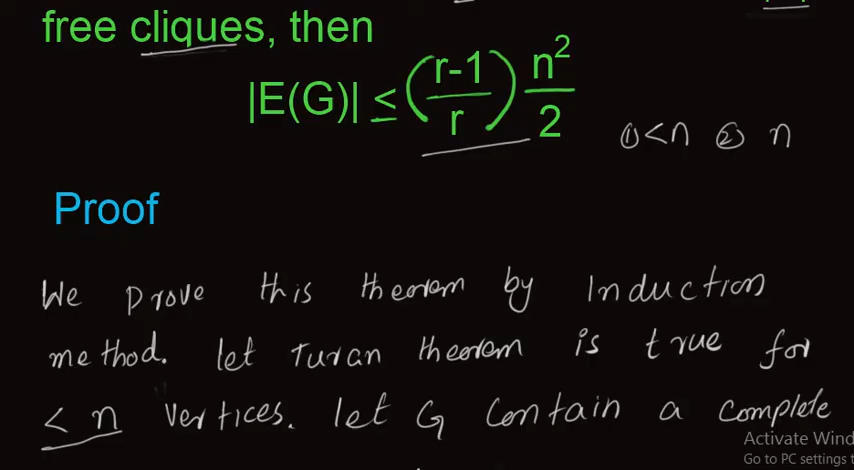 free cliques, then
|E(G)| ≤ (r-1/r) n²/2
① <n ② n
Proof
We prove this theorem by Induction
method. let Turan theorem is true for
< n vertices. let G contain a complete
Activate Wind
Go to PC settings t